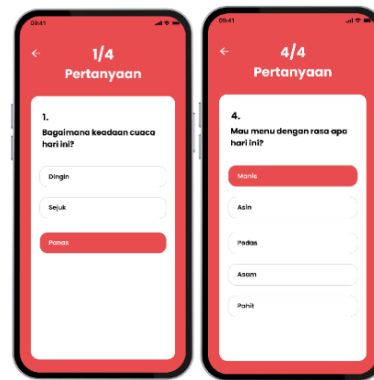 09:41
1/4
Pertanyaan
1.
Bagaimana keadaan cuaca
hari ini?
Dingin
Sejuk
Panas
09:41
4/4
Pertanyaan
4.
Mau menu dengan rasa apa
hari ini?
Manis
Asin
Pedas
Asam
Pahit